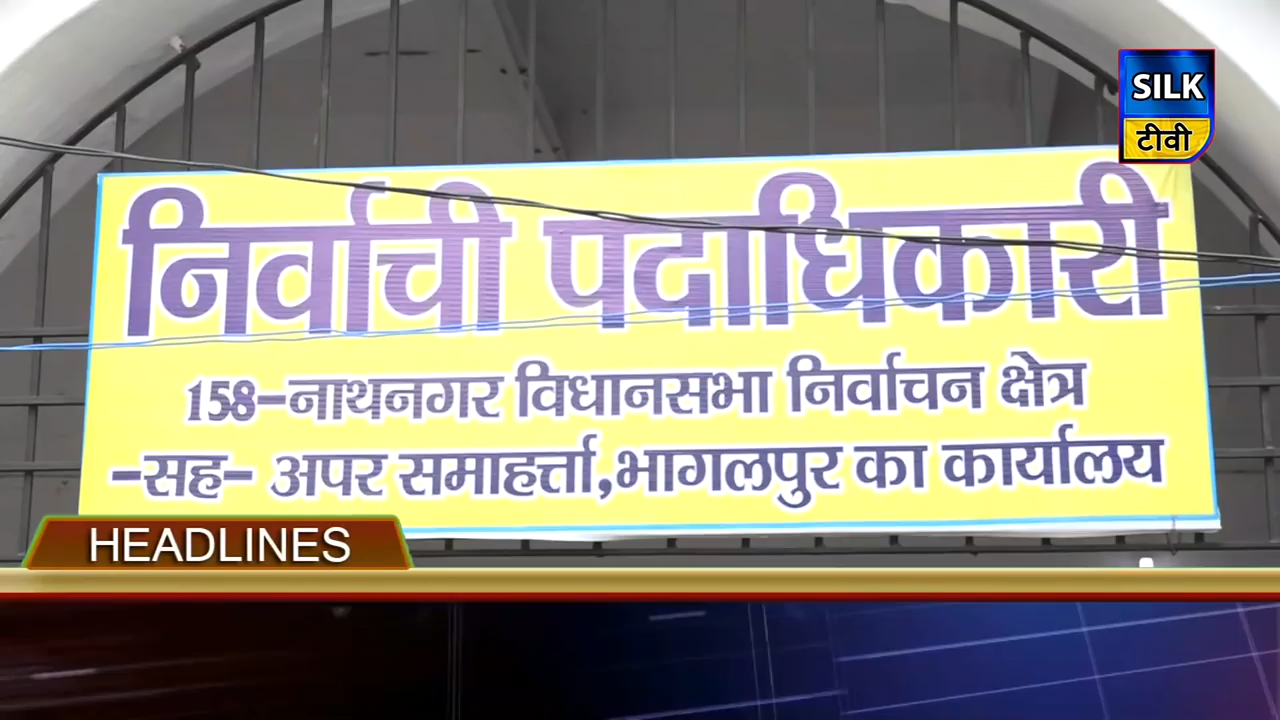 SILK
टीवी
निर्वाची पदाधिकारी
158-नाथनगर विधानसभा निर्वाचन क्षेत्र
-सह- अपर समाहर्त्ता,भागलपुर का कार्यालय
HEADLINES